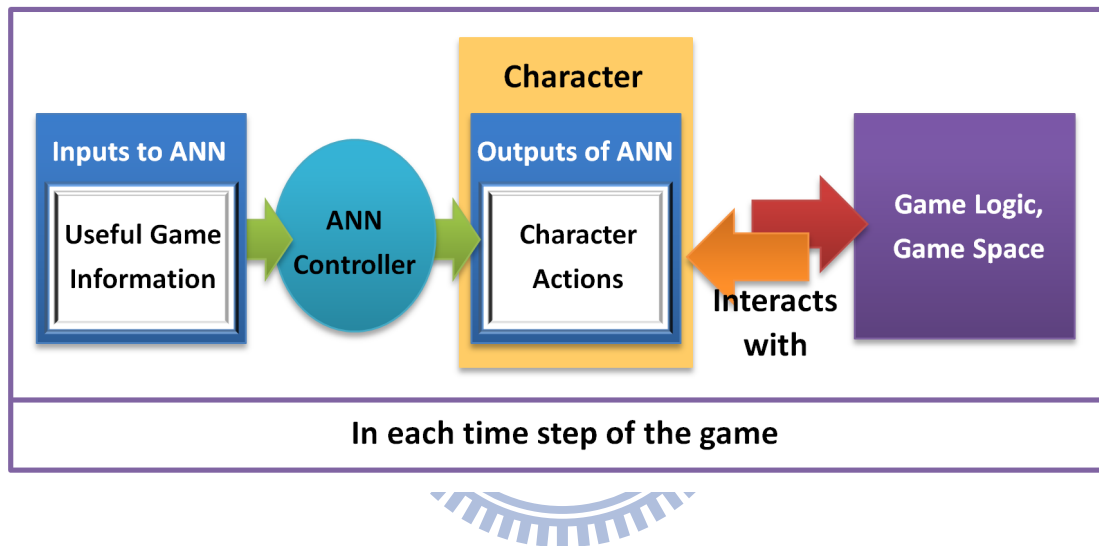 Character
Inputs to ANN
Useful Game
Information
ANN
Controller
Outputs of ANN
Character
Actions
Interacts
with
Game Logic,
Game Space
In each time step of the game